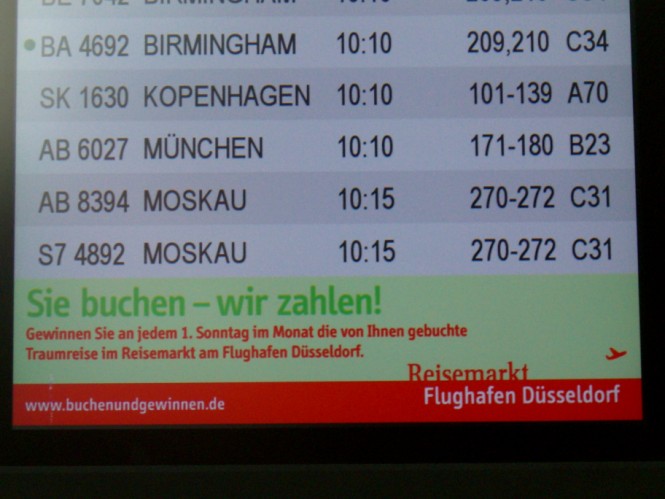 BIRMINGHAM 10:10
BA 4692 BIRMINGHAM 10:10 209,210 C34
SK 1630 KOPENHAGEN 10:10 101-139 A70
AB 6027 MÜNCHEN 10:10 171-180 B23
AB 8394 MOSKAU 10:15 270-272 C31
S7 4892 MOSKAU 10:15 270-272 C31
Sie buchen – wir zahlen!
Gewinnen Sie an jedem 1. Sonntag im Monat die von Ihnen gebuchte
Traumreise im Reisemarkt am Flughafen Düsseldorf.
Reisemarkt
www.buchenundgewinnen.de Flughafen Düsseldorf